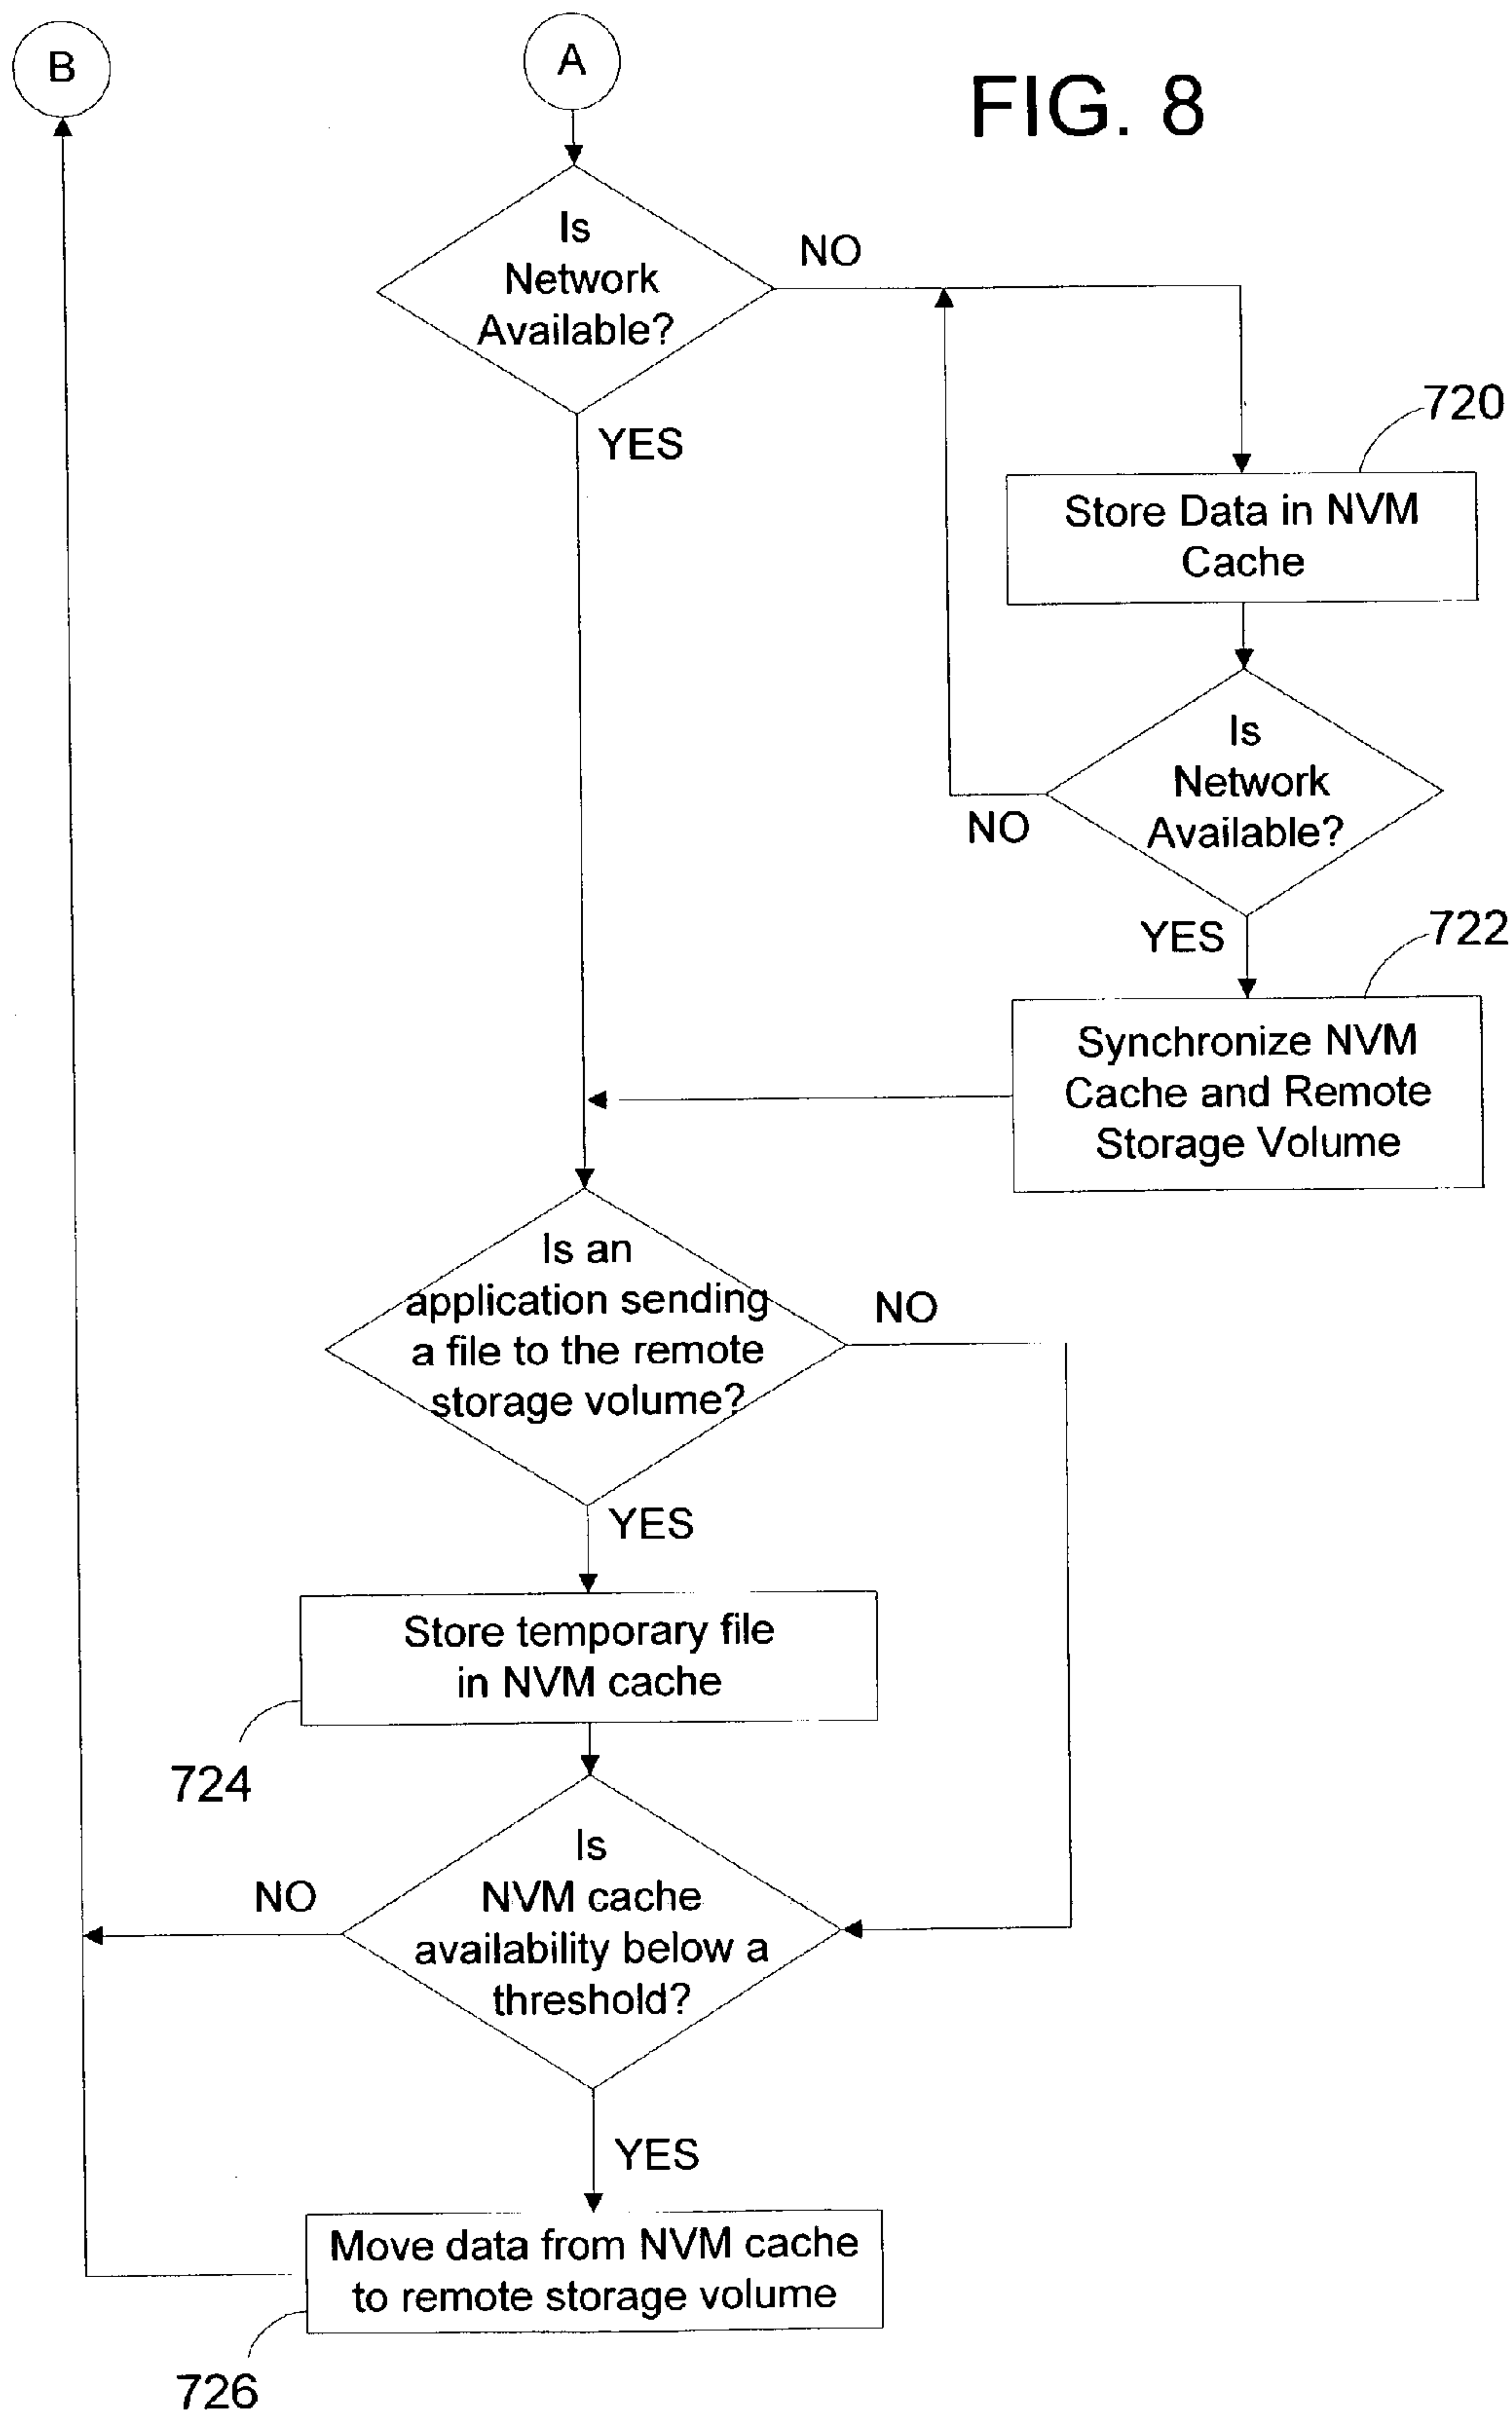 B
A
FIG. 8
Is
Network
Available?
NO
YES
720
Store Data in NVM
Cache
Is
Network
Available?
NO
YES
722
Synchronize NVM
Cache and Remote
Storage Volume
Is an
application sending
a file to the remote
storage volume?
NO
YES
Store temporary file
in NVM cache
724
Is
NVM cache
availability below a
threshold?
NO
YES
Move data from NVM cache
to remote storage volume
726